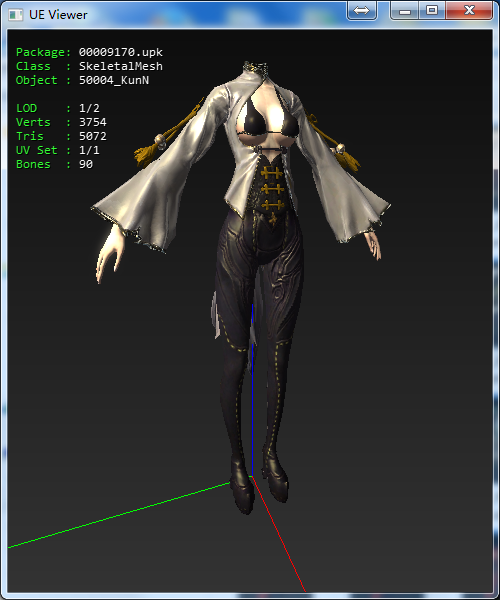 UE Viewer
Package: 00009170.upk
Class : SkeletalMesh
Object : 50004_KunN
LOD : 1/2
Verts : 3754
Tris : 5072
UV Set : 1/1
Bones : 90